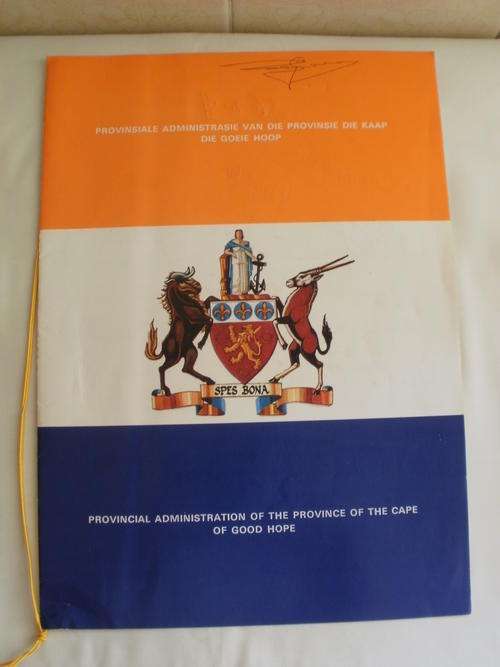 PROVINSIALE ADMINISTRASIE VAN DIE PROVINSIE DIE KAAP
DIE GOEIE HOOP
SPES BONA
PROVINCIAL ADMINISTRATION OF THE PROVINCE OF THE CAPE
OF GOOD HOPE